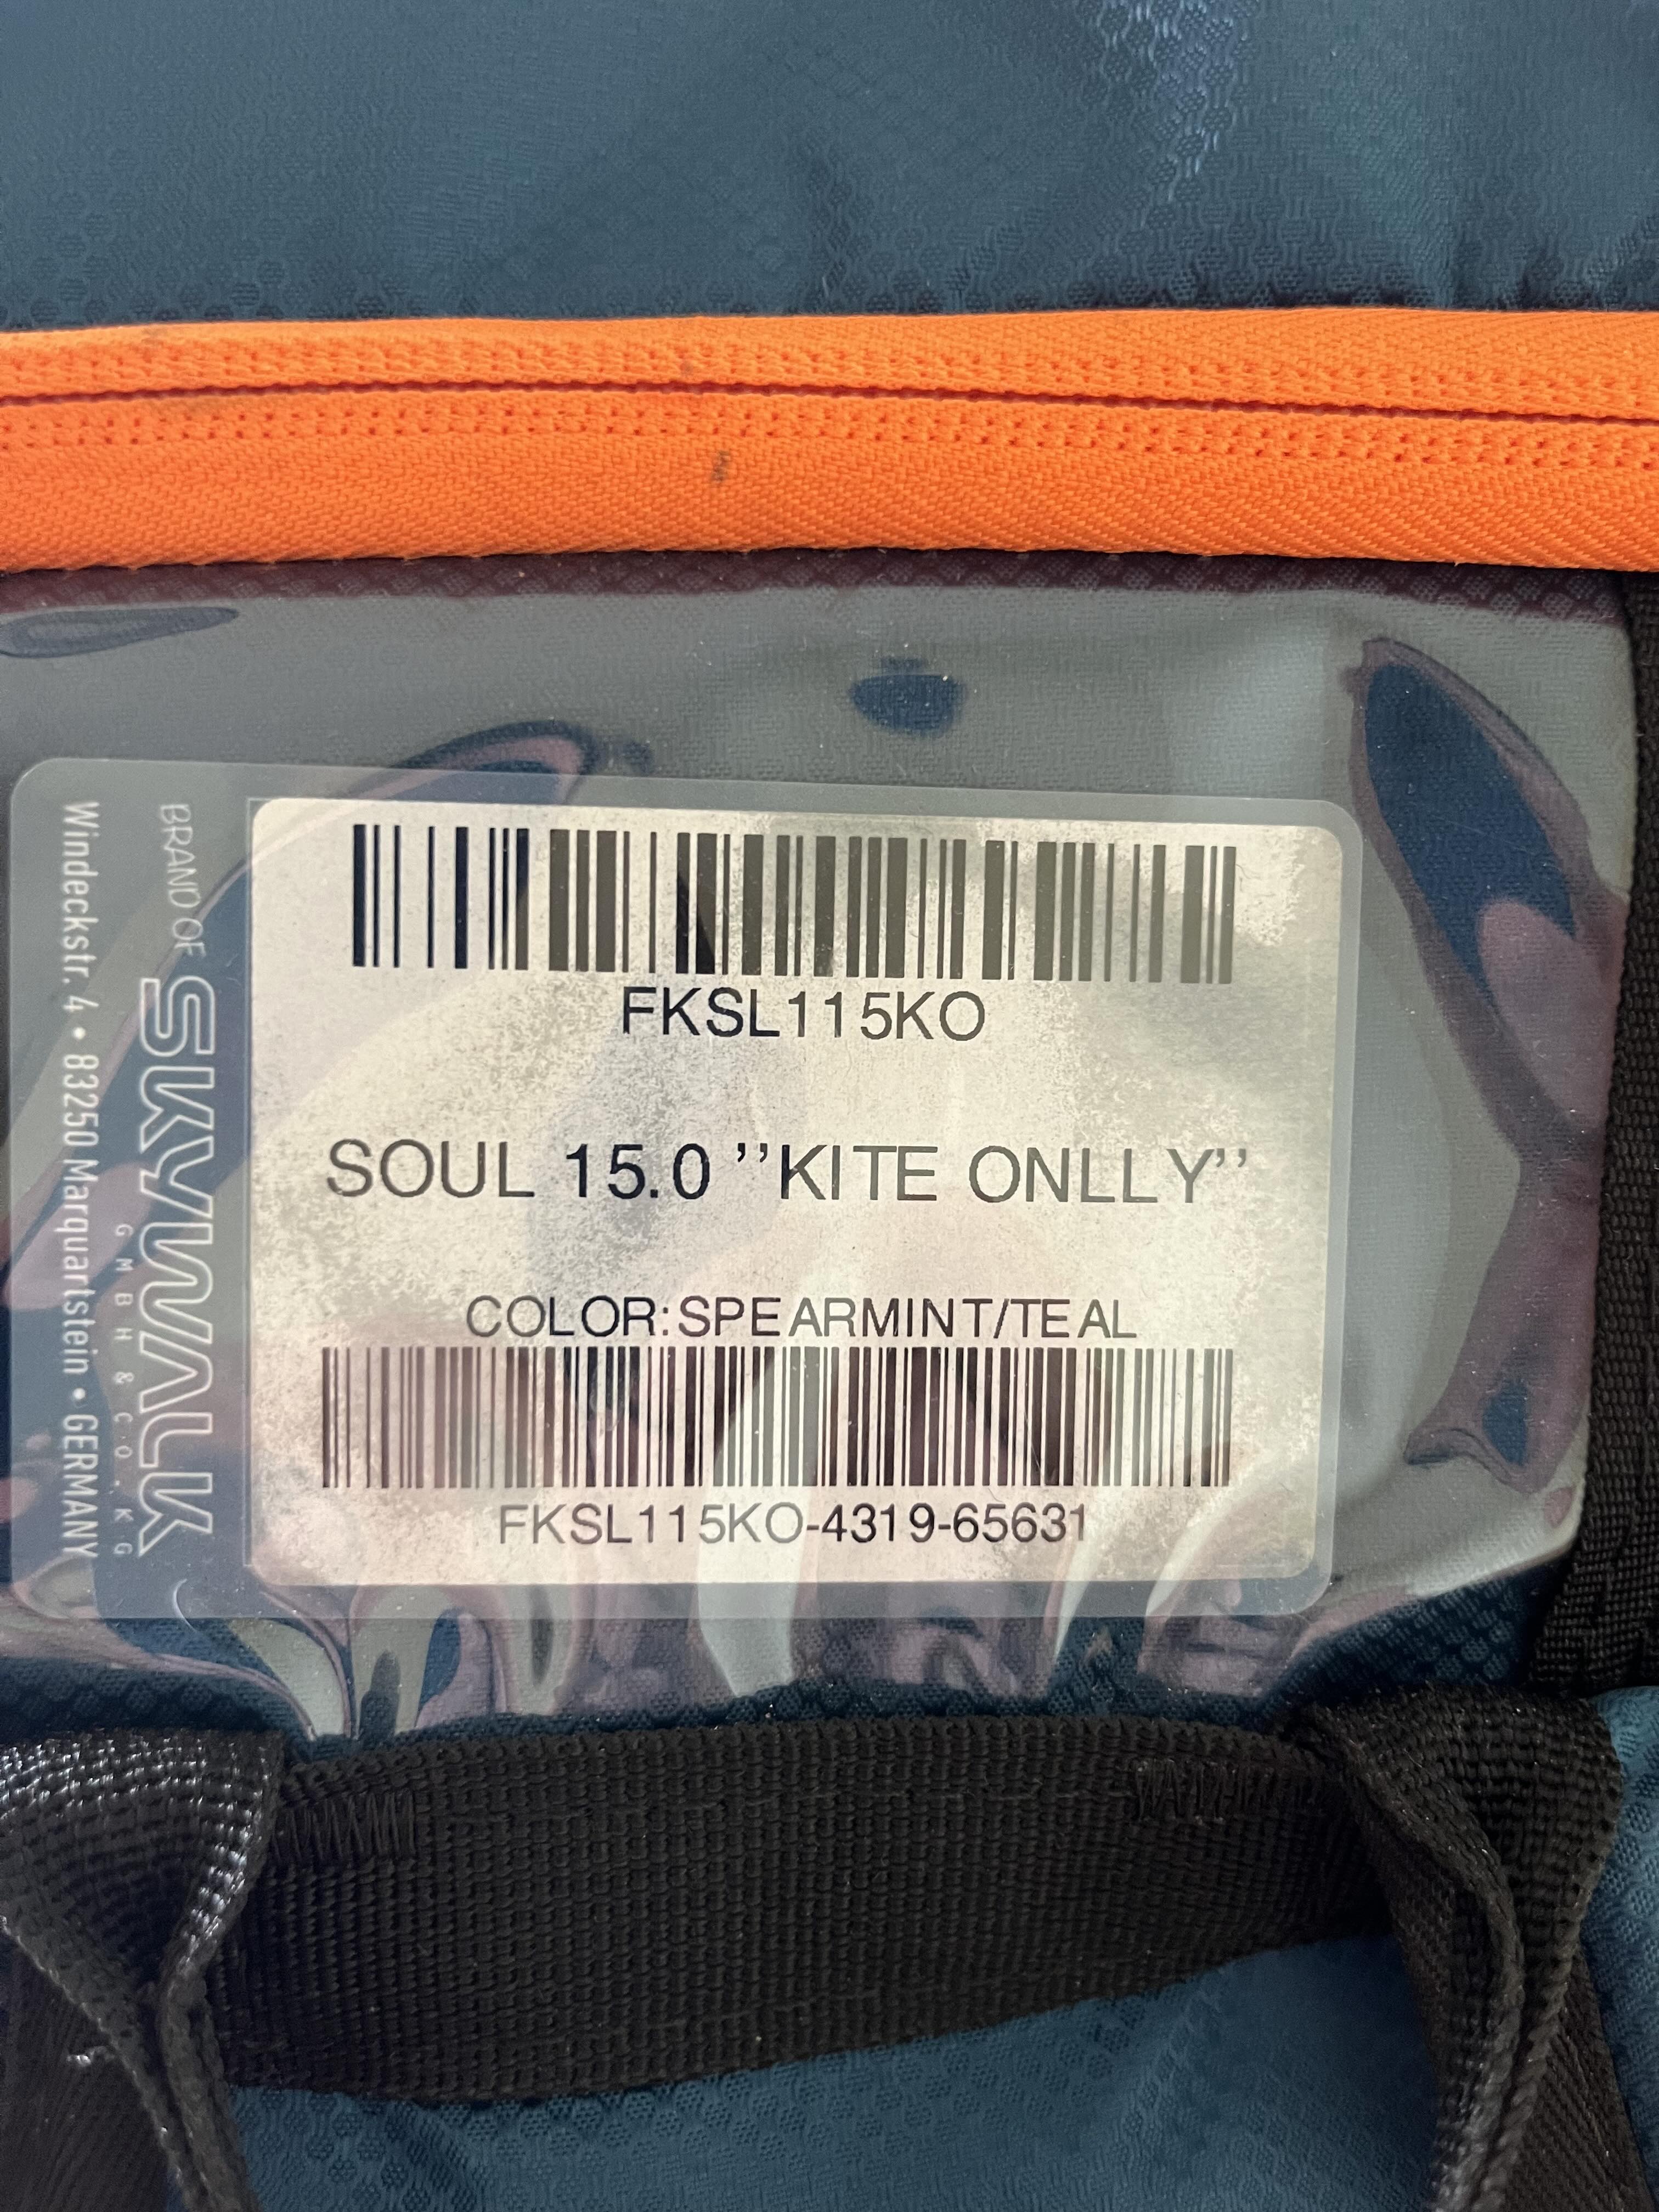 FKSL115KO
SOUL 15.0 ''KITE ONLLY''
COLOR:SPEARMINT/TEAL
FKSL115KO-4319-65631
BRAND OF SKYWALK
GMBH & CO. KG
Windeckstr. 4 • 83250 Marquartstein • GERMANY